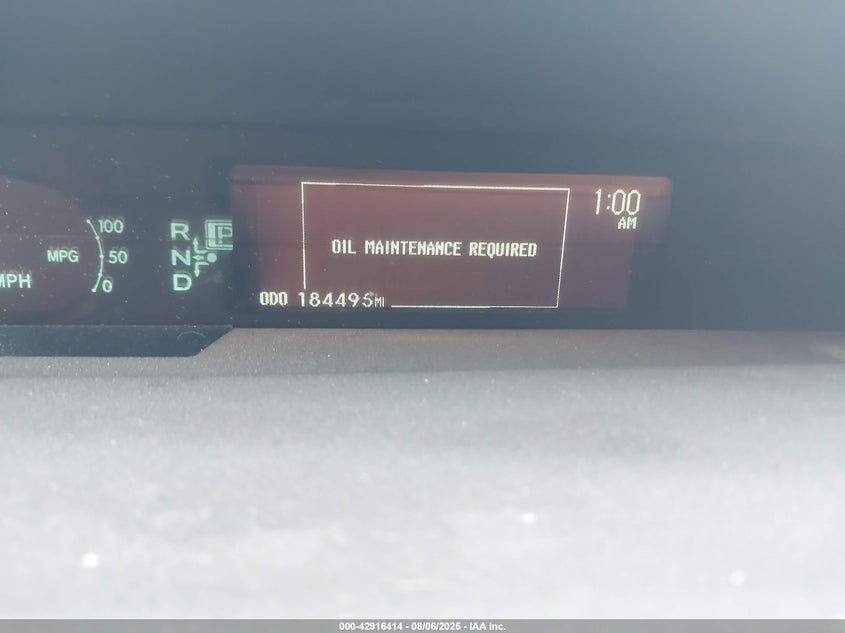 100
MPG 50
MPH 0
R P
N
D
OIL MAINTENANCE REQUIRED
1:00
AM
ODO 184495MI
000-42916414 - 08/06/2025 - IAA Inc.